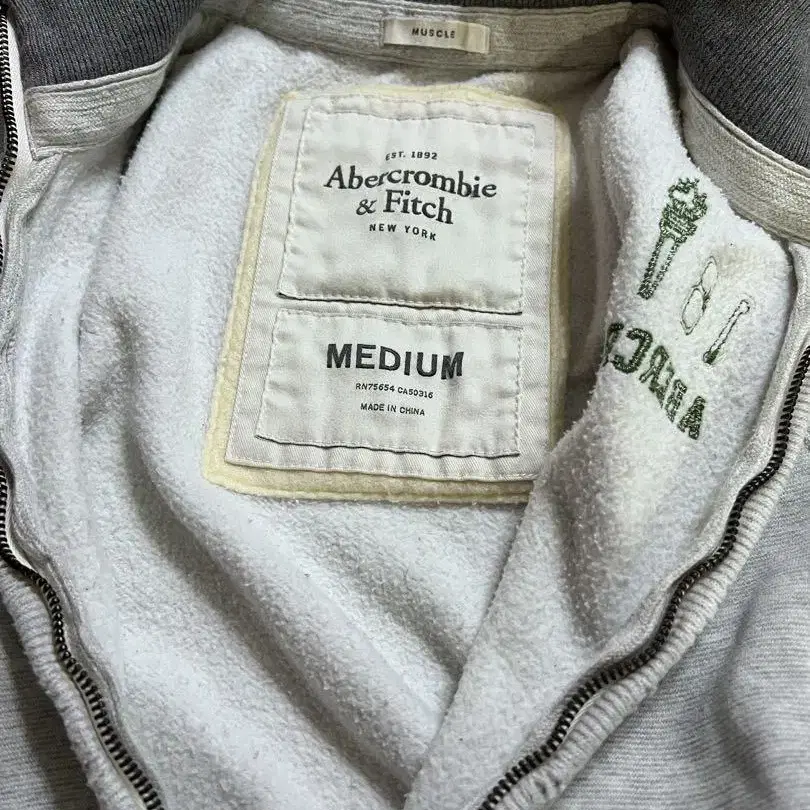 MUSCLE
EST. 1892
Abercrombie
& Fitch
NEW YORK
MEDIUM
RN75654 CA50316
MADE IN CHINA